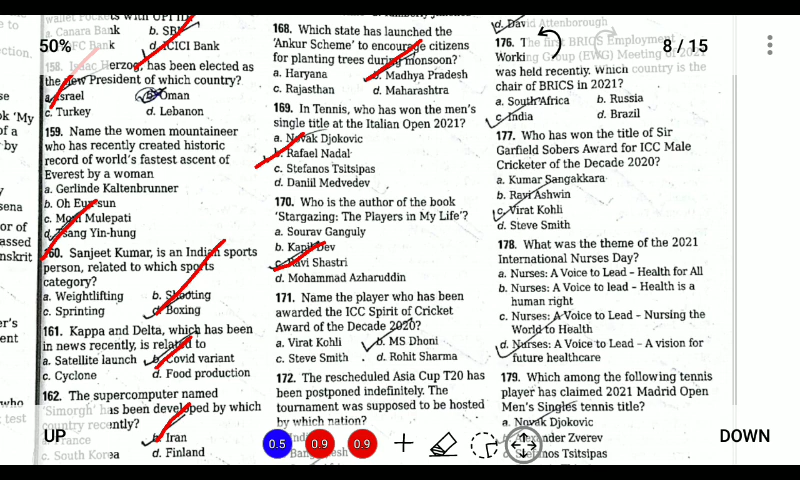 wallet
a. Canara Bank b. SBI
FC Bank d. ICICI Bank
158. Isaac Herzog, has been elected as
the new President of which country?
a. Israel b. Oman
c. Turkey d. Lebanon
159. Name the women mountaineer
who has recently created historic
record of world's fastest ascent of
Everest by a woman
a. Gerlinde Kaltenbrunner
b. Oh Eun-sun
c. Moni Mulepati
d. Tsang Yin-hung
160. Sanjeet Kumar, is an Indian sports
person, related to which sports
category?
a. Weightlifting b. Shooting
c. Sprinting d. Boxing
161. Kappa and Delta, which has been
in news recently, is related to
a. Satellite launch b. Covid variant
c. Cyclone d. Food production
162. The supercomputer named
'Simorgh' has been developed by which
country recently?
a. France b. Iran
c. South Korea d. Finland
168. Which state has launched the
'Ankur Scheme' to encourage citizens
for planting trees during monsoon?
a. Haryana b. Madhya Pradesh
c. Rajasthan d. Maharashtra
169. In Tennis, who has won the men's
single title at the Italian Open 2021?
a. Novak Djokovic
b. Rafael Nadal
c. Stefanos Tsitsipas
d. Daniil Medvedev
170. Who is the author of the book
'Stargazing: The Players in My Life'?
a. Sourav Ganguly
b. Kapil Dev
c. Ravi Shastri
d. Mohammad Azharuddin
171. Name the player who has been
awarded the ICC Spirit of Cricket
Award of the Decade 2020?
a. Virat Kohli b. MS Dhoni
c. Steve Smith d. Rohit Sharma
172. The rescheduled Asia Cup T20 has
been postponed indefinitely. The
tournament was supposed to be hosted
by which nation?
d. David Attenborough
176. The first BRICS Employment
Working Group (EWG) Meeting of 2021
was held recently. Which country is the
chair of BRICS in 2021?
a. South Africa b. Russia
c. India d. Brazil
177. Who has won the title of Sir
Garfield Sobers Award for ICC Male
Cricketer of the Decade 2020?
a. Kumar Sangakkara
b. Ravi Ashwin
c. Virat Kohli
d. Steve Smith
178. What was the theme of the 2021
International Nurses Day?
a. Nurses: A Voice to Lead – Health for All
b. Nurses: A Voice to lead – Health is a
human right
c. Nurses: A Voice to Lead – Nursing the
World to Health
d. Nurses: A Voice to Lead – A vision for
future healthcare
179. Which among the following tennis
player has claimed 2021 Madrid Open
Men's Singles tennis title?
a. Novak Djokovic
b. Alexander Zverev
c. Stefanos Tsitsipas
50%
8 / 15
UP
0.5 0.9 0.9
DOWN